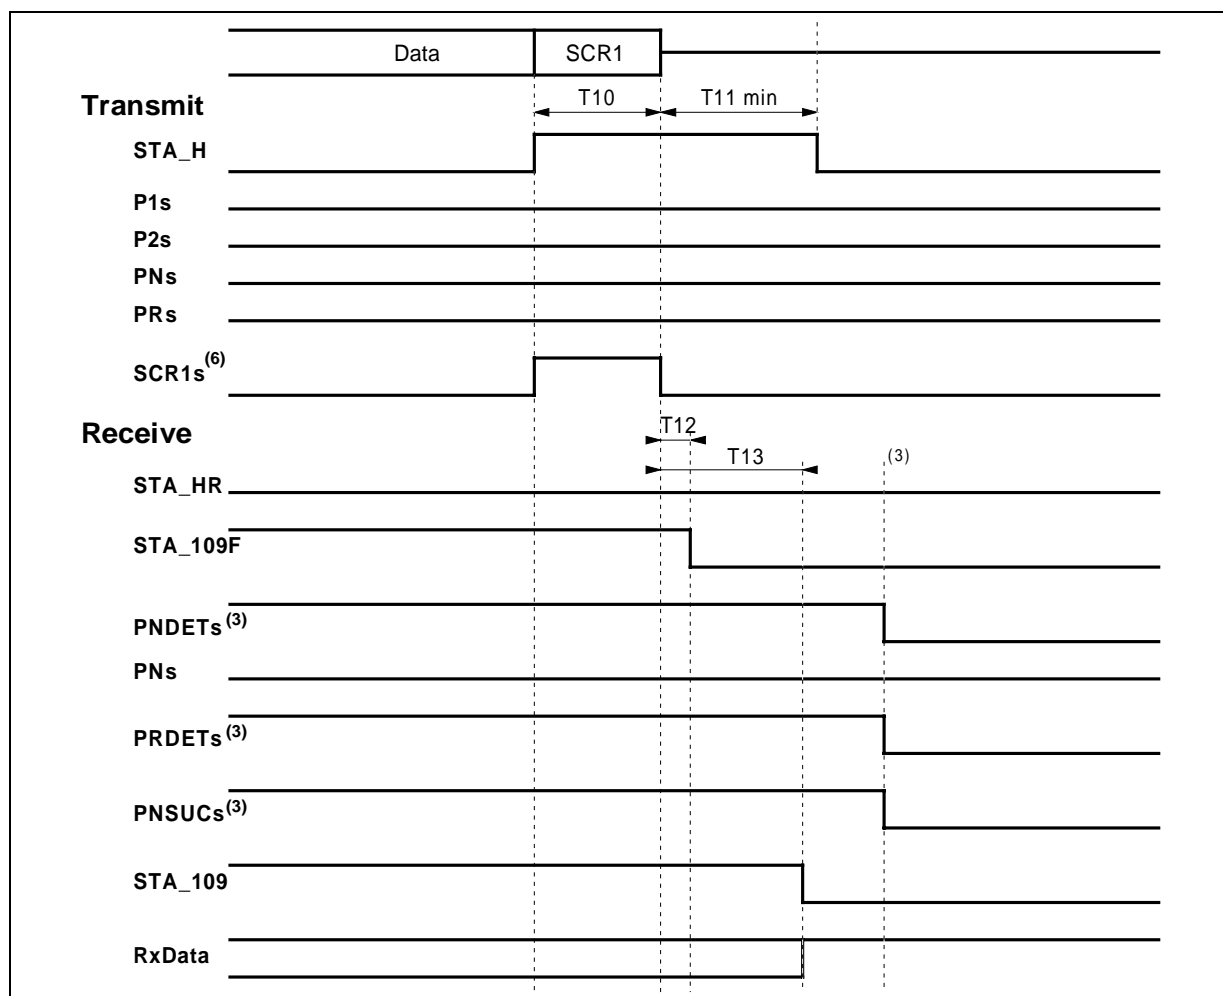 Data SCR1
T10 T11 min
Transmit
STA_H
P1s
P2s
PNs
PRs
SCR1s(6)
T12
Receive
T13 (3)
STA_HR
STA_109F
PNDETs(3)
PNs
PRDETs(3)
PNSUCs(3)
STA_109
RxData